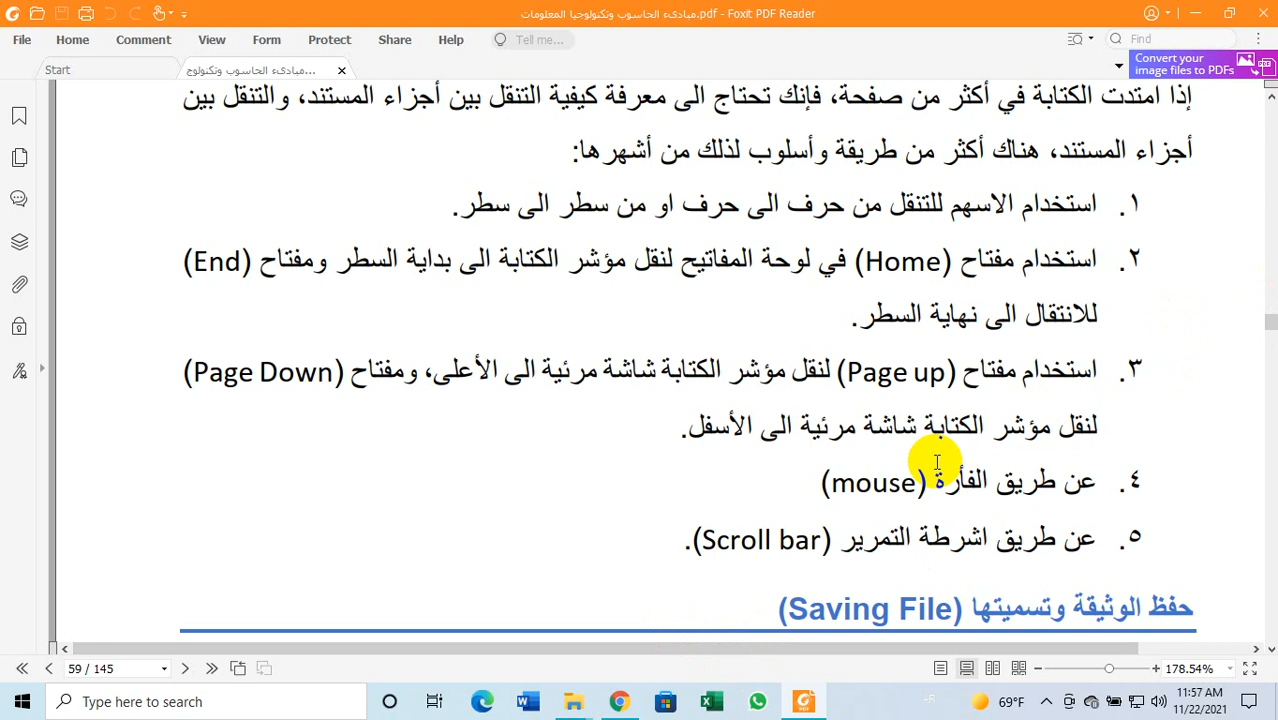 مبادىء الحاسوب وتكنولوجيا المعلومات.pdf - Foxit PDF Reader
File Home Comment View Form Protect Share Help Tell me... Find
Start
مبادىء الحاسوب وتكنولوج...
Convert your
image files to PDFs
إذا امتدت الكتابة في أكثر من صفحة، فإنك تحتاج الى معرفة كيفية التنقل بين أجزاء المستند، والتنقل بين
أجزاء المستند، هناك أكثر من طريقة وأسلوب لذلك من أشهرها:
١. استخدام الاسهم للتنقل من حرف الى حرف او من سطر الى سطر.
٢. استخدام مفتاح (Home) في لوحة المفاتيح لنقل مؤشر الكتابة الى بداية السطر ومفتاح (End)
للانتقال الى نهاية السطر.
٣. استخدام مفتاح (Page up) لنقل مؤشر الكتابة شاشة مرئية الى الأعلى، ومفتاح (Page Down)
لنقل مؤشر الكتابة شاشة مرئية الى الأسفل.
٤. عن طريق الفأرة (mouse)
٥. عن طريق اشرطة التمرير (Scroll bar).
حفظ الوثيقة وتسميتها (Saving File)
59 / 145
178.54%
Type here to search
69°F
11:57 AM
11/22/2021